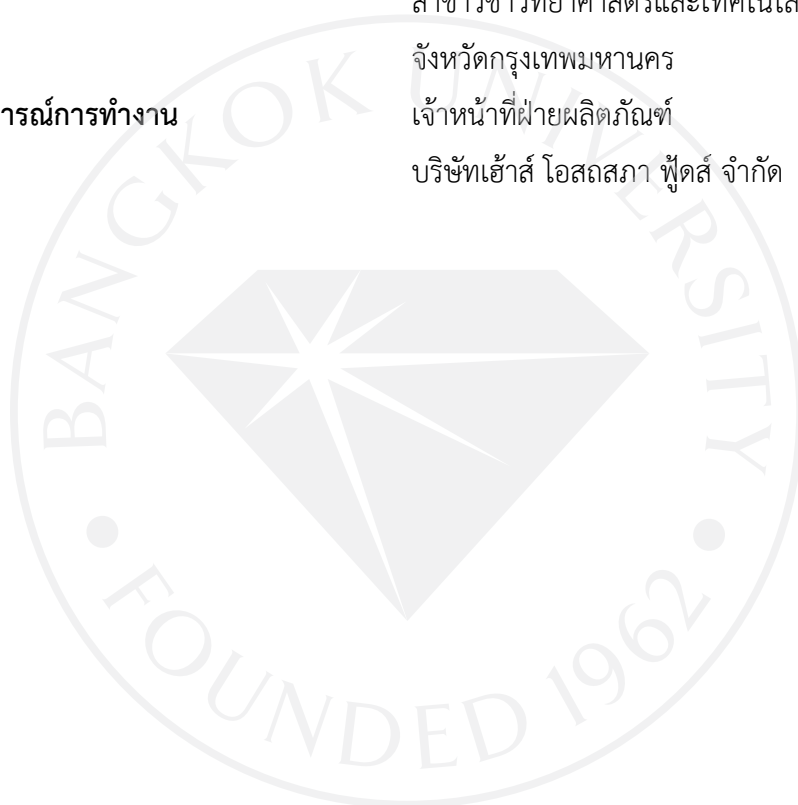 จังหวัดกรุงเทพมหานคร
เจ้าหน้าที่ฝ่ายผลิตภัณฑ์
บริษัทเฮ้าส์ โอสถสภา ฟู้ดส์ จำกัด
การทำงาน
BANGKOK UNIVERSITY
FOUNDED 1962